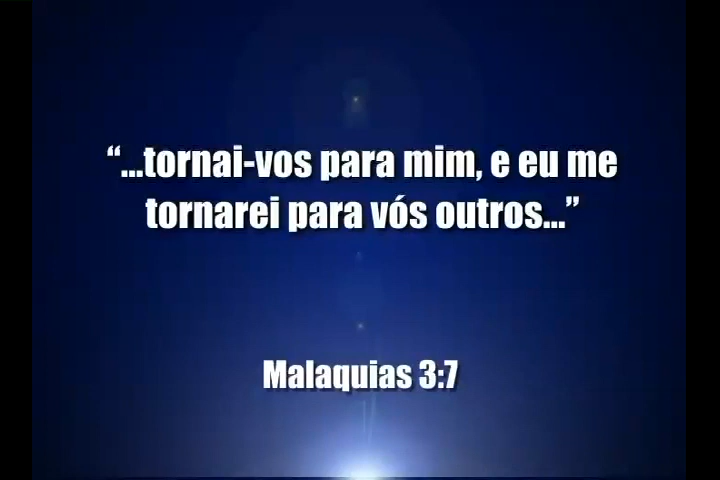 “...tornai-vos para mim, e eu me
tornarei para vós outros...”
Malaquias 3:7